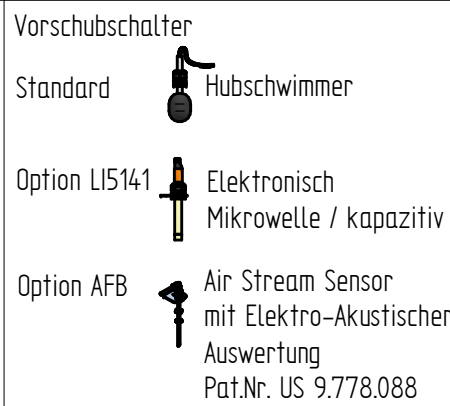 Vorschubschalter
Standard Hubschwimmer
Option LI5141 Elektronisch
Mikrowelle / kapazitiv
Option AFB Air Stream Sensor
mit Elektro-Akustischer
Auswertung
Pat.Nr. US 9.778.088